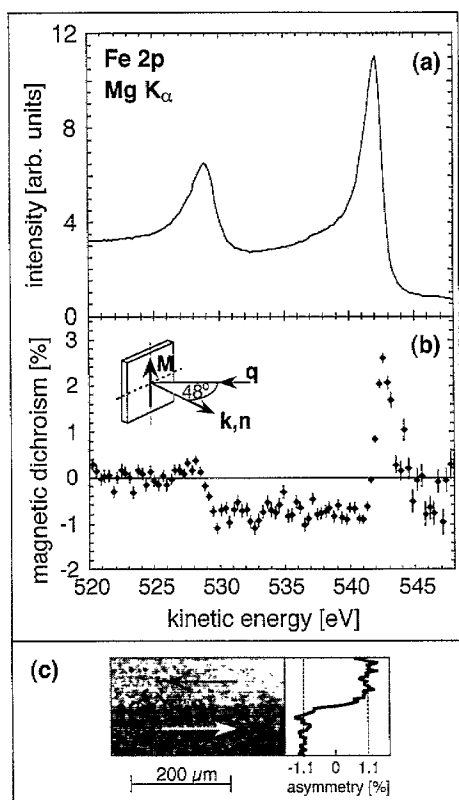 12
Fe 2p
Mg Kα
(a)
8
4
0
intensity [arb. units]
3
2
1
0
-1
-2
magnetic dichroism [%]
(b)
M
q
48°
k,n
520 525 530 535 540 545
kinetic energy [eV]
(c)
200 µm
-1.1 0 1.1
asymmetry [%]